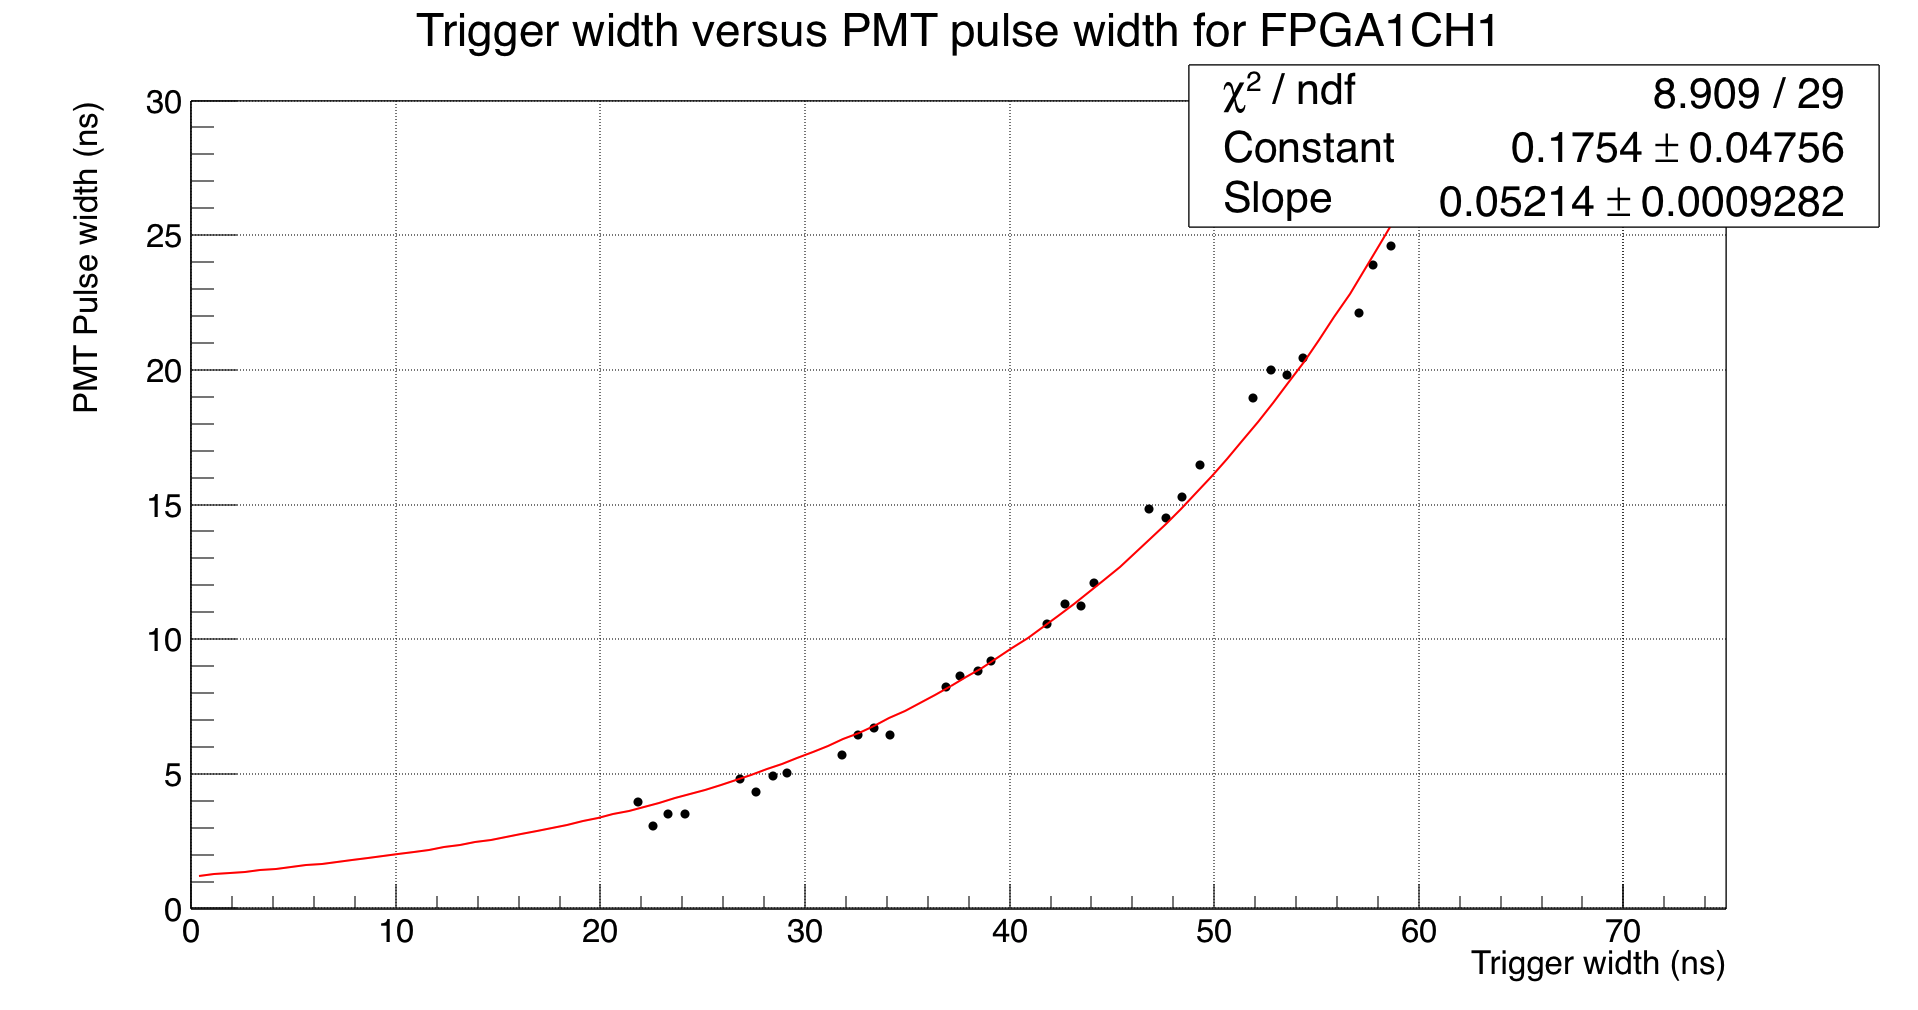 Trigger width versus PMT pulse width for FPGA1CH1
χ² / ndf 8.909 / 29
Constant 0.1754 ± 0.04756
Slope 0.05214 ± 0.0009282
PMT Pulse width (ns)
30
25
20
15
10
5
0
0 10 20 30 40 50 60 70
Trigger width (ns)